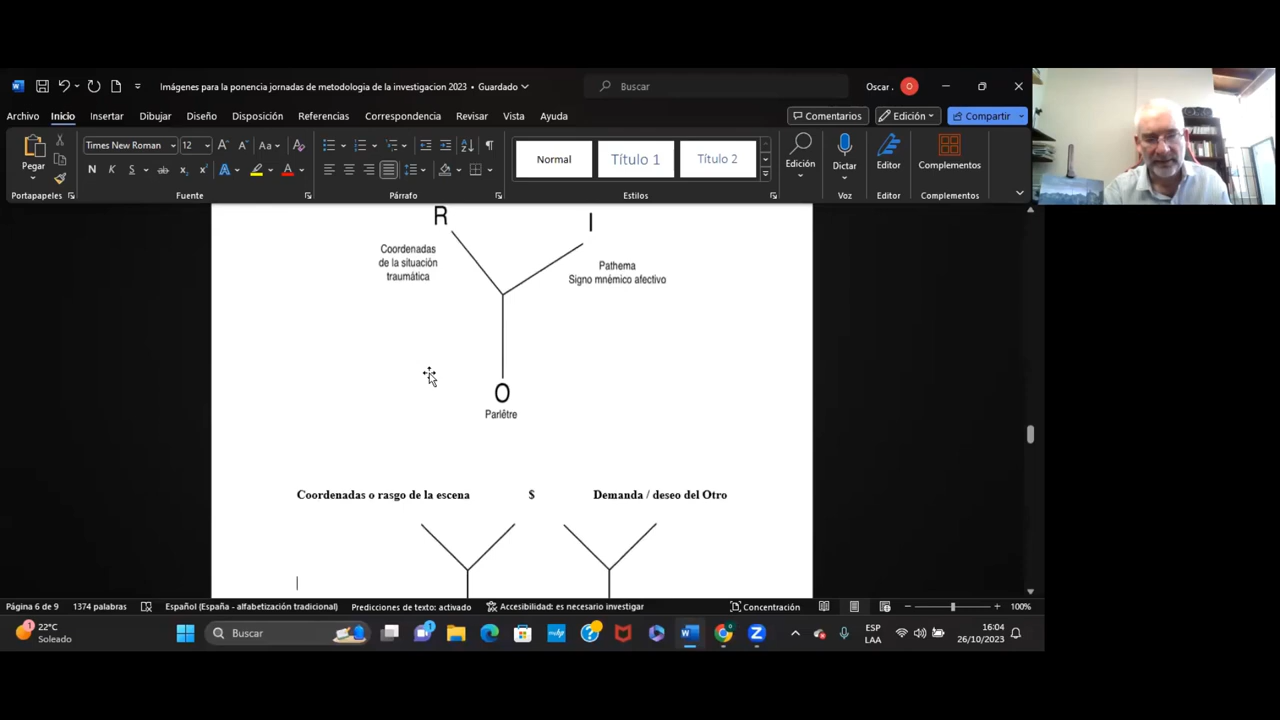 Imágenes para la ponencia jornadas de metodologia de la investigacion 2023 • Guardado
Buscar
Oscar . O
Archivo Inicio Insertar Dibujar Diseño Disposición Referencias Correspondencia Revisar Vista Ayuda
Comentarios Edición Compartir
Pegar
Times New Roman 12
Aa
N K S ab
Normal Título 1 Título 2
Edición Dictar Editor Complementos
Portapapeles Fuente Párrafo Estilos Voz Editor Complementos
R I
Coordenadas
de la situación
traumática
Pathema
Signo mnémico afectivo
O
Parlêtre
Coordenadas o rasgo de la escena $ Demanda / deseo del Otro
Página 6 de 9 1374 palabras Español (España - alfabetización tradicional) Predicciones de texto: activado Accesibilidad: es necesario investigar Concentración 100%
22°C
Soleado
Buscar
ESP
LAA
16:04
26/10/2023